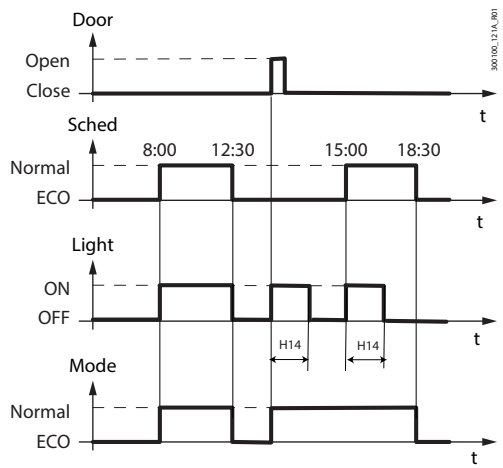 Door
300100_121A_R01
Open
Close
t
Sched
8:00 12:30 15:00 18:30
Normal
ECO
t
Light
ON
OFF
t
H14 H14
Mode
Normal
ECO
t